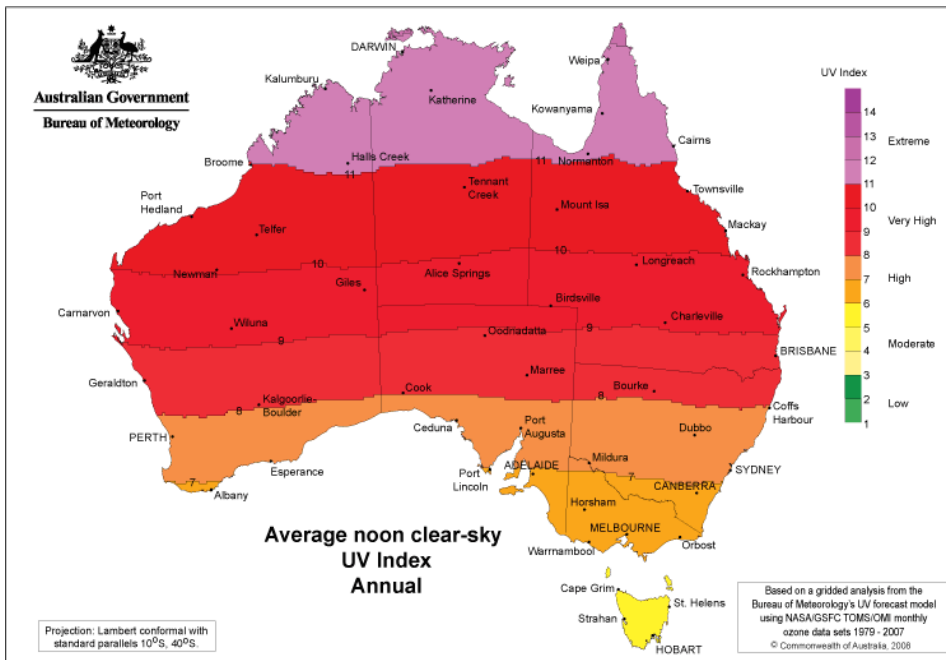 Australian Government
Bureau of Meteorology
DARWIN
Kalumburu
Katherine
Weipa
Kowanyama
Cairns
Normanton
11
11
11
Broome
Halls Creek
Tennant
Creek
Townsville
Port
Hedland
Mount Isa
Mackay
Telfer
10
10
Newman
Alice Springs
Longreach
Rockhampton
Giles
Birdsville
Carnarvon
Wiluna
Charleville
9
9
Oodriadatta
BRISBANE
Geraldton
Marree
Cook
Bourke
8
8
Kalgoorlie
Boulder
Coffs
Harbour
PERTH
Ceduna
Port
Augusta
Dubbo
Esperance
Port
Lincoln
ADELAIDE
Mildura
7
SYDNEY
7
Albany
CANBERRA
Horsham
MELBOURNE
Warrnambool
Orbost
Cape Grim
St. Helens
Strahan
HOBART
UV Index
14
13
Extreme
12
11
10
9
Very High
8
7
High
6
5
Moderate
4
3
2
Low
1
Average noon clear-sky
UV Index
Annual
Projection: Lambert conformal with
standard parallels 10ºS, 40ºS.
Based on a gridded analysis from the
Bureau of Meteorology's UV forecast model
using NASA/GSFC TOMS/OMI monthly
ozone data sets 1979 - 2007
© Commonwealth of Australia, 2008